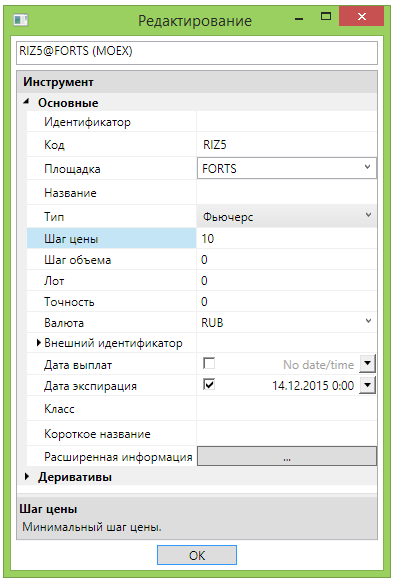 Редактирование
RIZ5@FORTS (MOEX)
Инструмент
Основные
Идентификатор
Код RIZ5
Площадка FORTS
Название
Тип Фьючерс
Шаг цены 10
Шаг объема 0
Лот 0
Точность 0
Валюта RUB
Внешний идентификатор
Дата выплат No date/time
Дата экспирация 14.12.2015 0:00
Класс
Короткое название
Расширенная информация ...
Деривативы
Шаг цены
Минимальный шаг цены.
OK